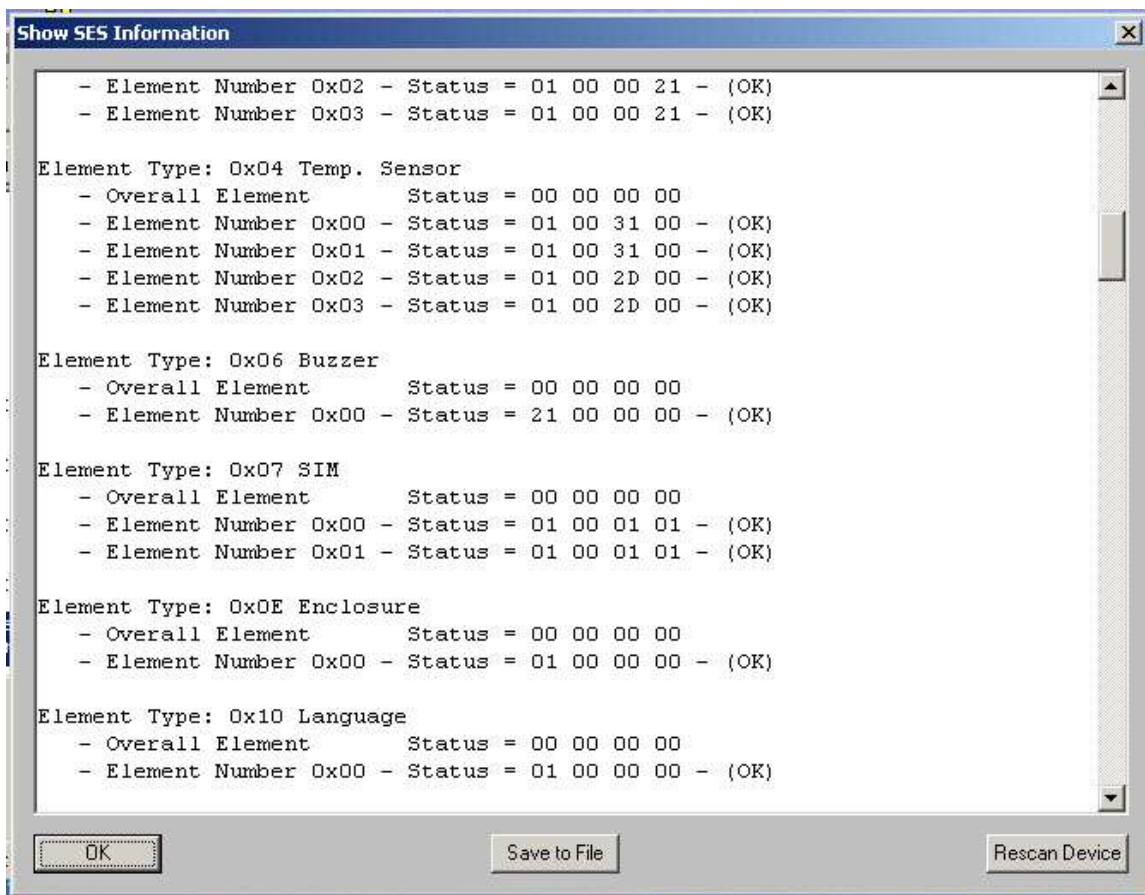 Show SES Information
- Element Number 0x02 - Status = 01 00 00 21 - (OK)
- Element Number 0x03 - Status = 01 00 00 21 - (OK)
Element Type: 0x04 Temp. Sensor
- Overall Element Status = 00 00 00 00
- Element Number 0x00 - Status = 01 00 31 00 - (OK)
- Element Number 0x01 - Status = 01 00 31 00 - (OK)
- Element Number 0x02 - Status = 01 00 2D 00 - (OK)
- Element Number 0x03 - Status = 01 00 2D 00 - (OK)
Element Type: 0x06 Buzzer
- Overall Element Status = 00 00 00 00
- Element Number 0x00 - Status = 21 00 00 00 - (OK)
Element Type: 0x07 SIM
- Overall Element Status = 00 00 00 00
- Element Number 0x00 - Status = 01 00 01 01 - (OK)
- Element Number 0x01 - Status = 01 00 01 01 - (OK)
Element Type: 0x0E Enclosure
- Overall Element Status = 00 00 00 00
- Element Number 0x00 - Status = 01 00 00 00 - (OK)
Element Type: 0x10 Language
- Overall Element Status = 00 00 00 00
- Element Number 0x00 - Status = 01 00 00 00 - (OK)
OK Save to File Rescan Device